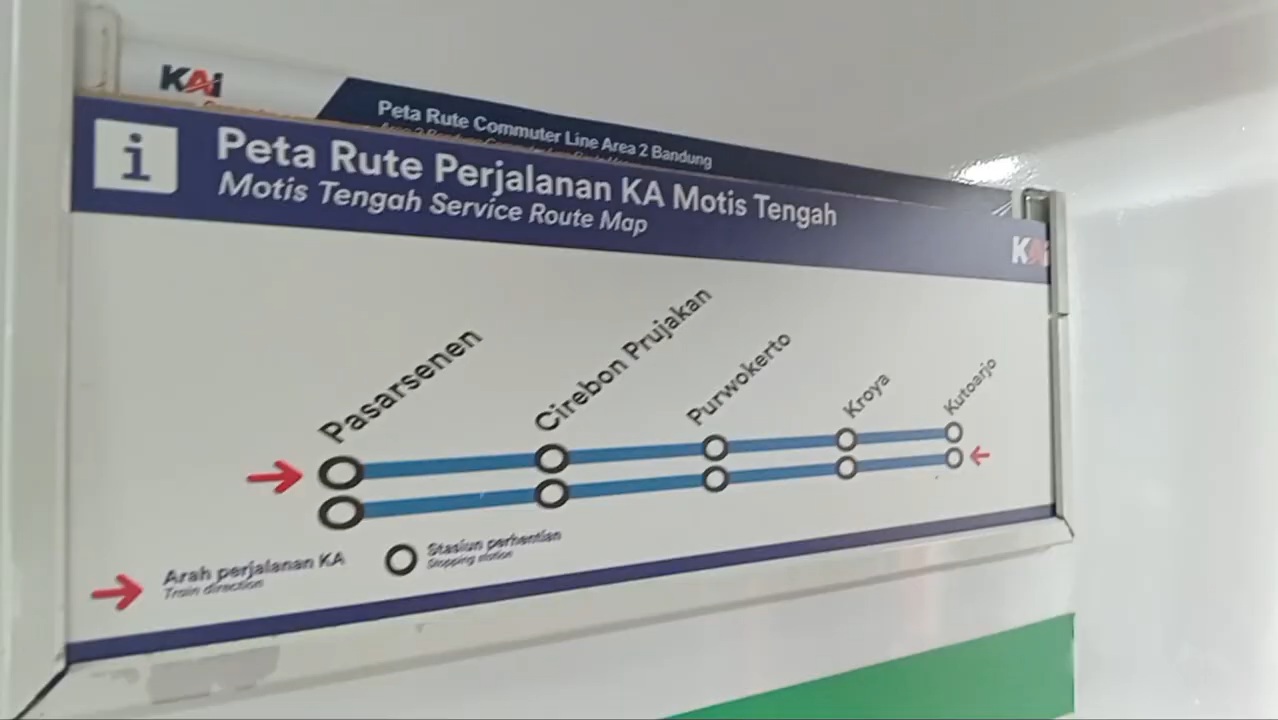 KAI
Peta Rute Commuter Line Area 2 Bandung
i
Peta Rute Perjalanan KA Motis Tengah
Motis Tengah Service Route Map
KAI
Pasarsenen
Cirebon Prujakan
Purwokerto
Kroya
Kutoarjo
Arah perjalanan KA
Train direction
Stasiun perhentian
Stopping station